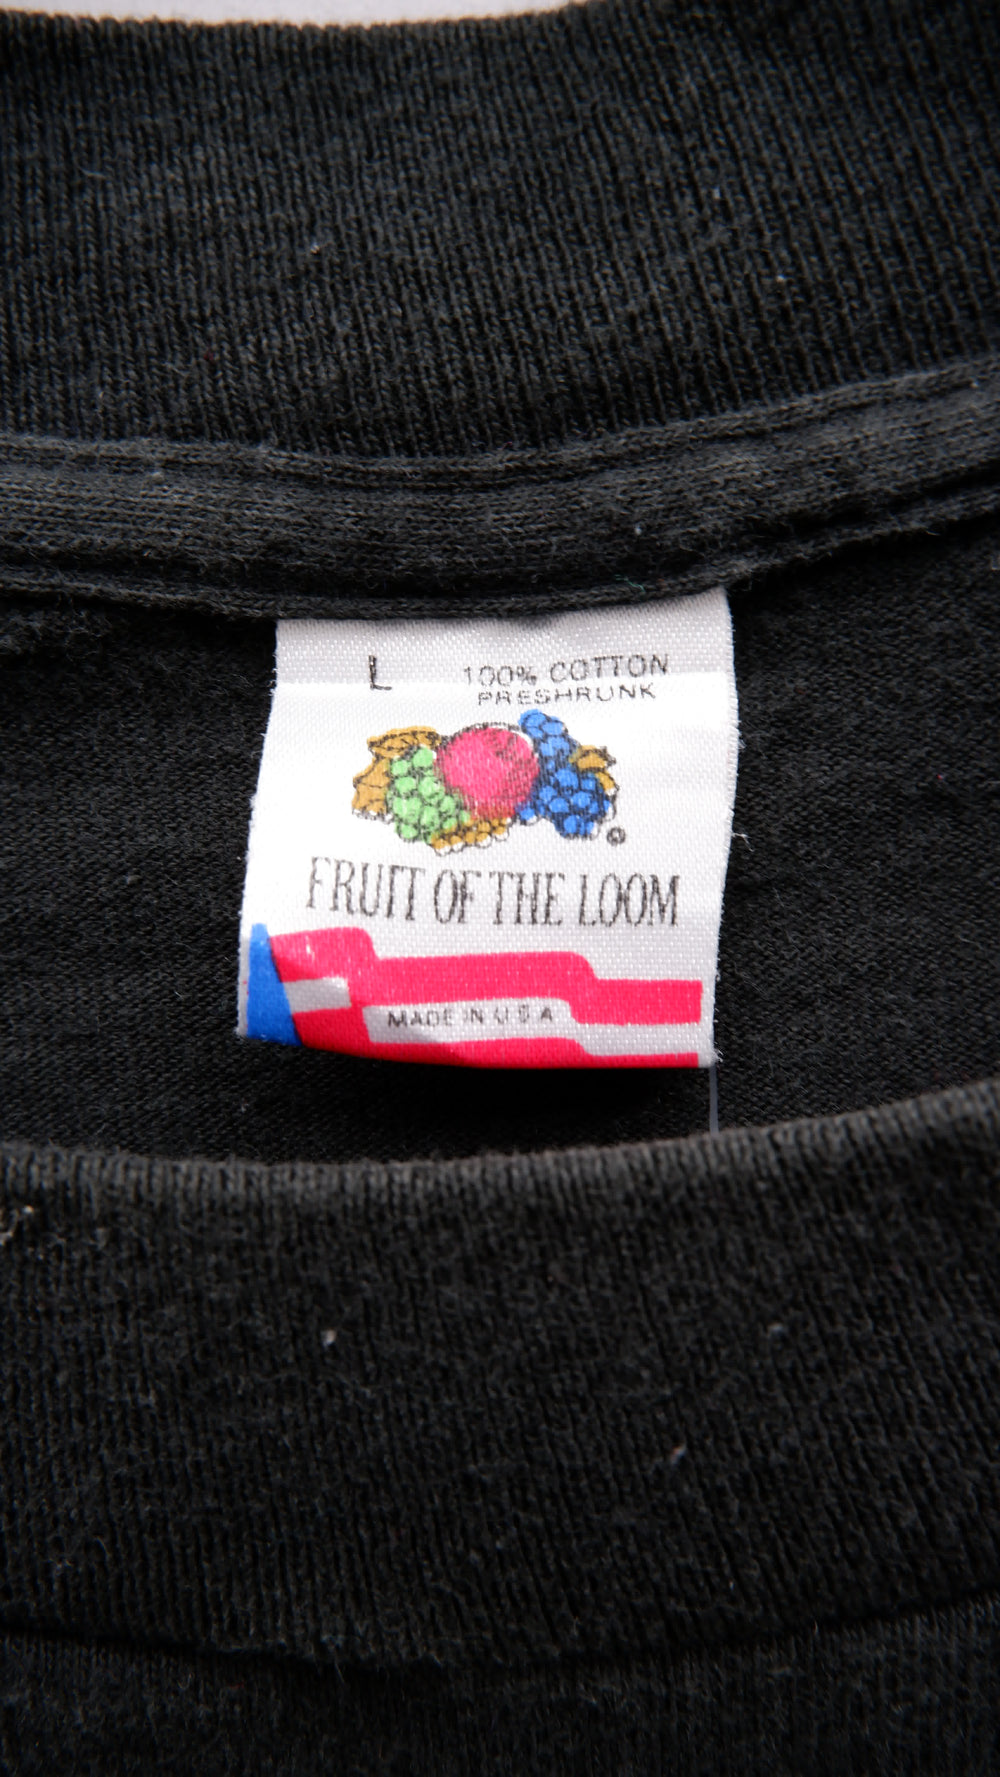 L 100% COTTON
PRESHRUNK
FRUIT OF THE LOOM
MADE IN U S A